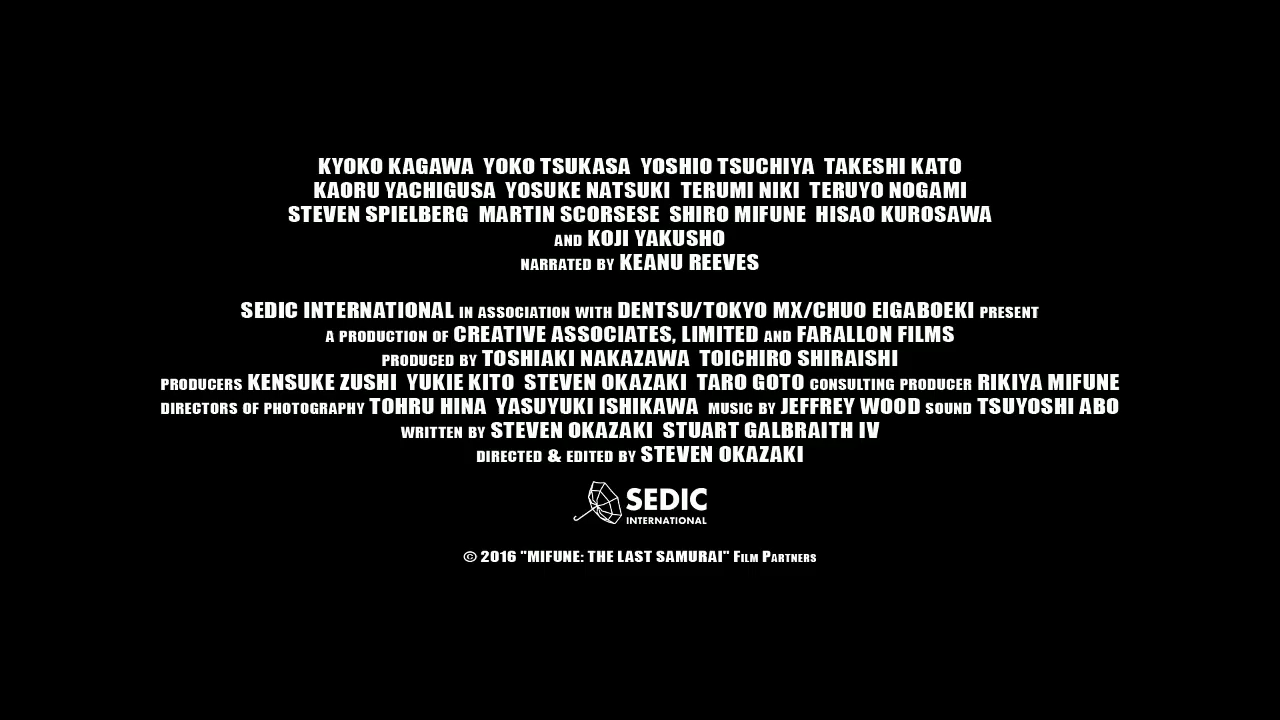 KYOKO KAGAWA YOKO TSUKASA YOSHIO TSUCHIYA TAKESHI KATO
KAORU YACHIGUSA YOSUKE NATSUKI TERUMI NIKI TERUYO NOGAMI
STEVEN SPIELBERG MARTIN SCORSESE SHIRO MIFUNE HISAO KUROSAWA
AND KOJI YAKUSHO
NARRATED BY KEANU REEVES
SEDIC INTERNATIONAL IN ASSOCIATION WITH DENTSU/TOKYO MX/CHUO EIGABOEKI PRESENT
A PRODUCTION OF CREATIVE ASSOCIATES, LIMITED AND FARALLON FILMS
PRODUCED BY TOSHIAKI NAKAZAWA TOICHIRO SHIRAISHI
PRODUCERS KENSUKE ZUSHI YUKIE KITO STEVEN OKAZAKI TARO GOTO CONSULTING PRODUCER RIKIYA MIFUNE
DIRECTORS OF PHOTOGRAPHY TOHRU HINA YASUYUKI ISHIKAWA MUSIC BY JEFFREY WOOD SOUND TSUYOSHI ABO
WRITTEN BY STEVEN OKAZAKI STUART GALBRAITH IV
DIRECTED & EDITED BY STEVEN OKAZAKI
SEDIC
INTERNATIONAL
© 2016 "MIFUNE: THE LAST SAMURAI" FILM PARTNERS